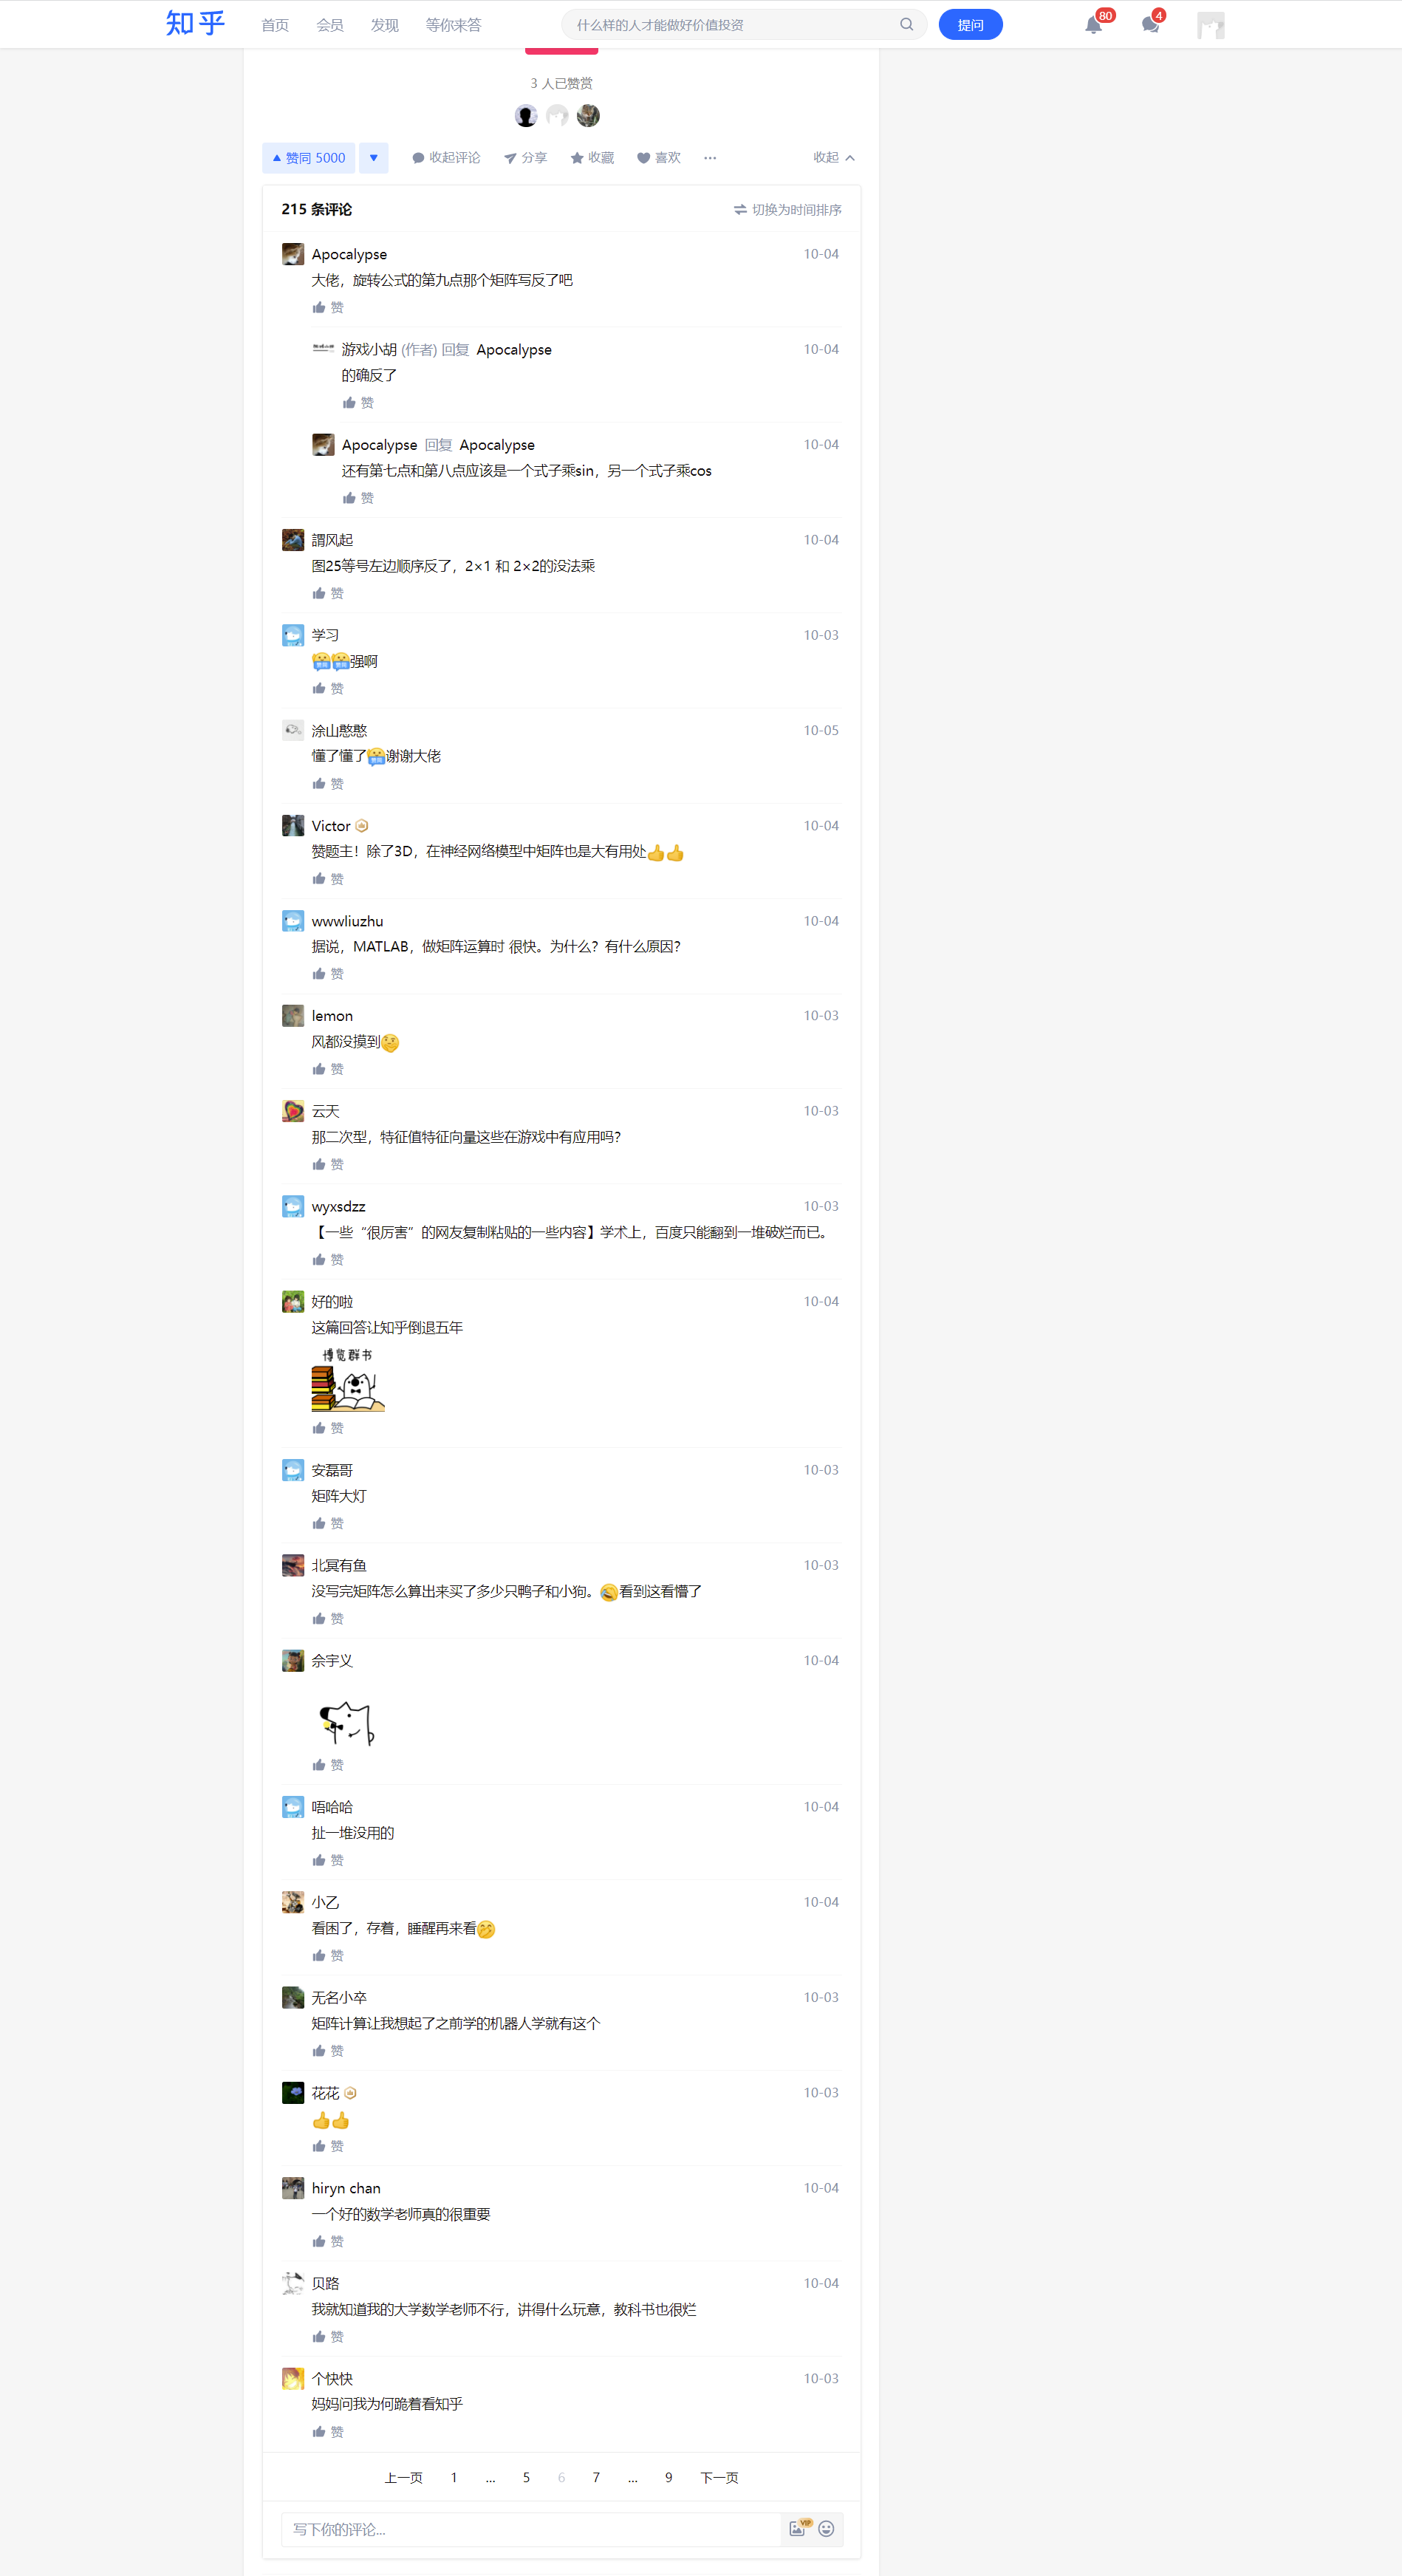 知乎 首页 会员 发现 等你来答 什么样的人才能做好价值投资 提问 80 4
3 人已赞赏
赞同 5000 收起评论 分享 收藏 喜欢 收起
215 条评论 切换为时间排序
Apocalypse 10-04
大佬，旋转公式的第九点那个矩阵写反了吧
赞
游戏小胡 (作者) 回复 Apocalypse 10-04
的确反了
赞
Apocalypse 回复 Apocalypse 10-04
还有第七点和第八点应该是一个式子乘sin，另一个式子乘cos
赞
謂风起 10-04
图25等号左边顺序反了，2×1 和 2×2的没法乘
赞
学习 10-03
强啊
赞
涂山憨憨 10-05
懂了懂了谢谢大佬
赞
Victor 10-04
赞题主！除了3D，在神经网络模型中矩阵也是大有用处👍👍
赞
wwwliuzhu 10-04
据说，MATLAB，做矩阵运算时 很快。为什么？有什么原因？
赞
lemon 10-03
风都没摸到🤔
赞
云天 10-03
那二次型，特征值特征向量这些在游戏中有应用吗？
赞
wyxsdzz 10-03
【一些“很厉害”的网友复制粘贴的一些内容】学术上，百度只能翻到一堆破烂而已。
赞
好的啦 10-04
这篇回答让知乎倒退五年
博览群书
赞
安磊哥 10-03
矩阵大灯
赞
北冥有鱼 10-03
没写完矩阵怎么算出来买了多少只鸭子和小狗。😂看到这看懵了
赞
佘宇义 10-04
赞
唔哈哈 10-04
扯一堆没用的
赞
小乙 10-04
看困了，存着，睡醒再来看🤭
赞
无名小卒 10-03
矩阵计算让我想起了之前学的机器人学就有这个
赞
花花 10-03
👍👍
赞
hiryn chan 10-04
一个好的数学老师真的很重要
赞
贝路 10-04
我就知道我的大学数学老师不行，讲得什么玩意，教科书也很烂
赞
个快快 10-03
妈妈问我为何跪着看知乎
赞
上一页 1 ... 5 6 7 ... 9 下一页
写下你的评论... VIP